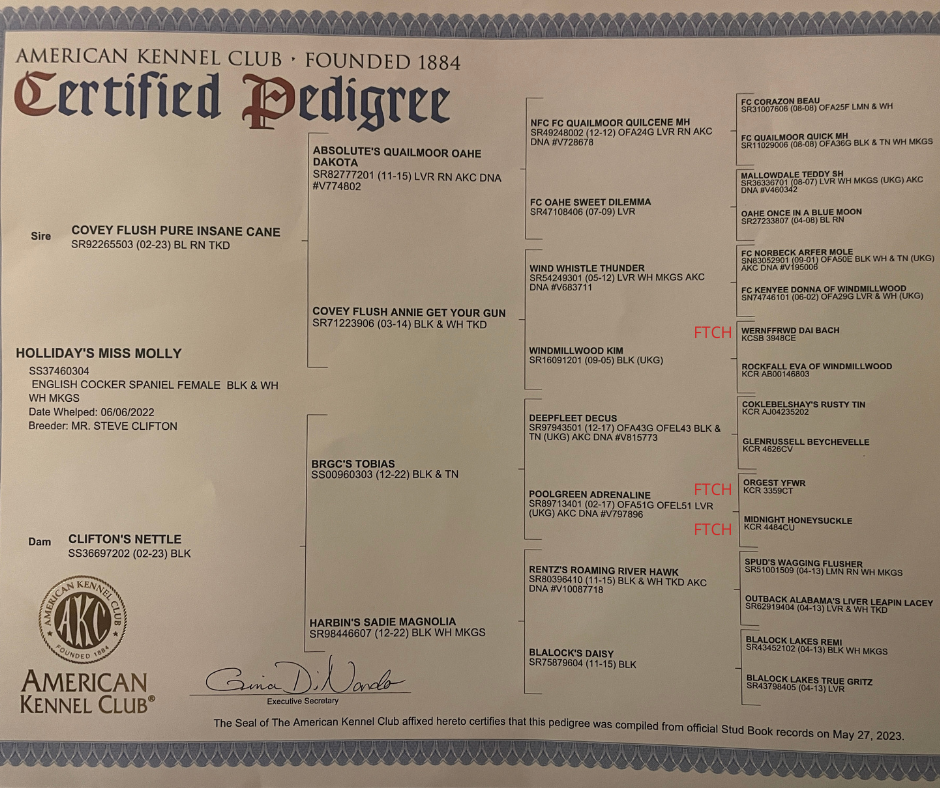 AMERICAN KENNEL CLUB · FOUNDED 1884
Certified Pedigree
Sire
COVEY FLUSH PURE INSANE CANE
SR92265503 (02-23) BL RN TKD
HOLLIDAY'S MISS MOLLY
SS37460304
ENGLISH COCKER SPANIEL FEMALE BLK & WH
WH MKGS
Date Whelped: 06/06/2022
Breeder: MR. STEVE CLIFTON
Dam
CLIFTON'S NETTLE
SS36697202 (02-23) BLK
ABSOLUTE'S QUAILMOOR OAHE
DAKOTA
SR82777201 (11-15) LVR RN AKC DNA
#V774802
COVEY FLUSH ANNIE GET YOUR GUN
SR71223906 (03-14) BLK & WH TKD
BRGC'S TOBIAS
SS00960303 (12-22) BLK & TN
HARBIN'S SADIE MAGNOLIA
SR98446607 (12-22) BLK WH MKGS
NFC FC QUAILMOOR QUILCENE MH
SR49248002 (12-12) OFA24G LVR RN AKC
DNA #V728678
FC OAHE SWEET DILEMMA
SR47108406 (07-09) LVR
WIND WHISTLE THUNDER
SR54249301 (05-12) LVR WH MKGS AKC
DNA #V683711
WINDMILLWOOD KIM
SR16091201 (09-05) BLK (UKG)
DEEPFLEET DECUS
SR97943501 (12-17) OFA43G OFEL43 BLK &
TN (UKG) AKC DNA #V815773
POOLGREEN ADRENALINE
SR89713401 (02-17) OFA51G OFEL51 LVR
(UKG) AKC DNA #V797896
RENTZ'S ROAMING RIVER HAWK
SR80396410 (11-15) BLK & WH TKD AKC
DNA #V10087718
BLALOCK'S DAISY
SR75879604 (11-15) BLK
FC CORAZON BEAU
SR31007606 (08-08) OFA25F LMN & WH
FC QUAILMOOR QUICK MH
SR11029006 (08-08) OFA36G BLK & TN WH MKGS
MALLOWDALE TEDDY SH
SR36336701 (08-07) LVR WH MKGS (UKG) AKC
DNA #V460342
OAHE ONCE IN A BLUE MOON
SR27233807 (04-08) BL RN
FC NORBECK ARFER MOLE
SN83052901 (09-01) OFA50E BLK WH & TN (UKG)
AKC DNA #V195006
FC KENYEE DONNA OF WINDMILLWOOD
SN74746101 (06-02) OFA29G LVR & WH (UKG)
FTCH
WERNFFRWD DAI BACH
KCSB 3948CE
ROCKFALL EVA OF WINDMILLWOOD
KCR AB00146803
COKLEBELSHAY'S RUSTY TIN
KCR AJ04235202
GLENRUSSELL BEYCHEVELLE
KCR 4626CV
FTCH
ORGEST YFWR
KCR 3359CT
FTCH
MIDNIGHT HONEYSUCKLE
KCR 4484CU
SPUD'S WAGGING FLUSHER
SR51001509 (04-13) LMN RN WH MKGS
OUTBACK ALABAMA'S LIVER LEAPIN LACEY
SR62919404 (04-13) LVR & WH TKD
BLALOCK LAKES REMI
SR43452102 (04-13) BLK WH MKGS
BLALOCK LAKES TRUE GRITZ
SR43798405 (04-13) LVR
AMERICAN KENNEL CLUB
AKC
FOUNDED 1884
AMERICAN
KENNEL CLUB®
Gina DiNardo
Executive Secretary
The Seal of The American Kennel Club affixed hereto certifies that this pedigree was compiled from official Stud Book records on May 27, 2023.